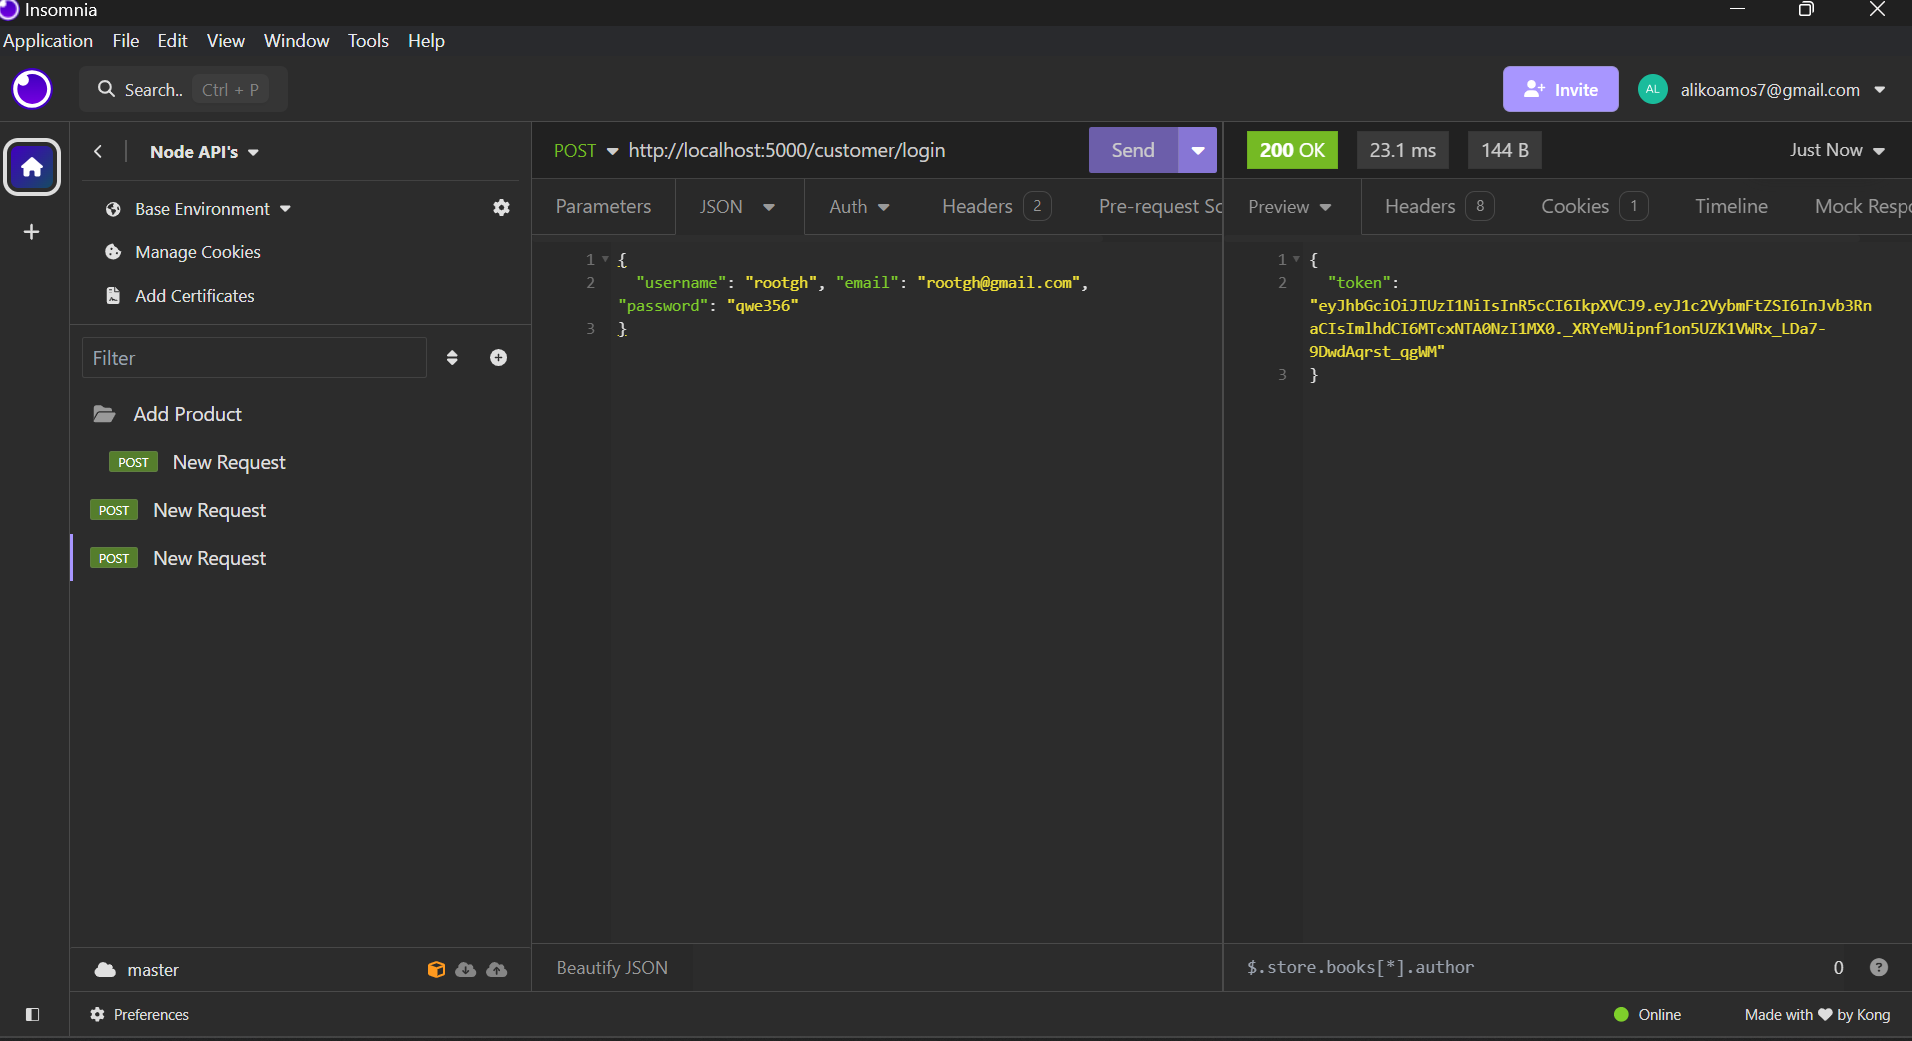 Insomnia
Application File Edit View Window Tools Help
Search.. Ctrl + P
Invite
AL alikoamos7@gmail.com
Node API's
Base Environment
Manage Cookies
Add Certificates
Filter
Add Product
POST New Request
POST New Request
POST New Request
master
Preferences
POST http://localhost:5000/customer/login
Send
Parameters JSON Auth Headers 2 Pre-request Sc
1 {
2 "username": "rootgh", "email": "rootgh@gmail.com",
"password": "qwe356"
3 }
Beautify JSON
200 OK 23.1 ms 144 B Just Now
Preview Headers 8 Cookies 1 Timeline Mock Resp
1 {
2 "token":
"eyJhbGciOiJIUzI1NiIsInR5cCI6IkpXVCJ9.eyJ1c2VybmFtZSI6InJvb3Rn
aCIsImlhdCI6MTcxNTA0NzI1MX0._XRYeMUipnf1on5UZK1VWRx_LDa7-
9DwdAqrst_qgWM"
3 }
$.store.books[*].author 0
Online Made with by Kong